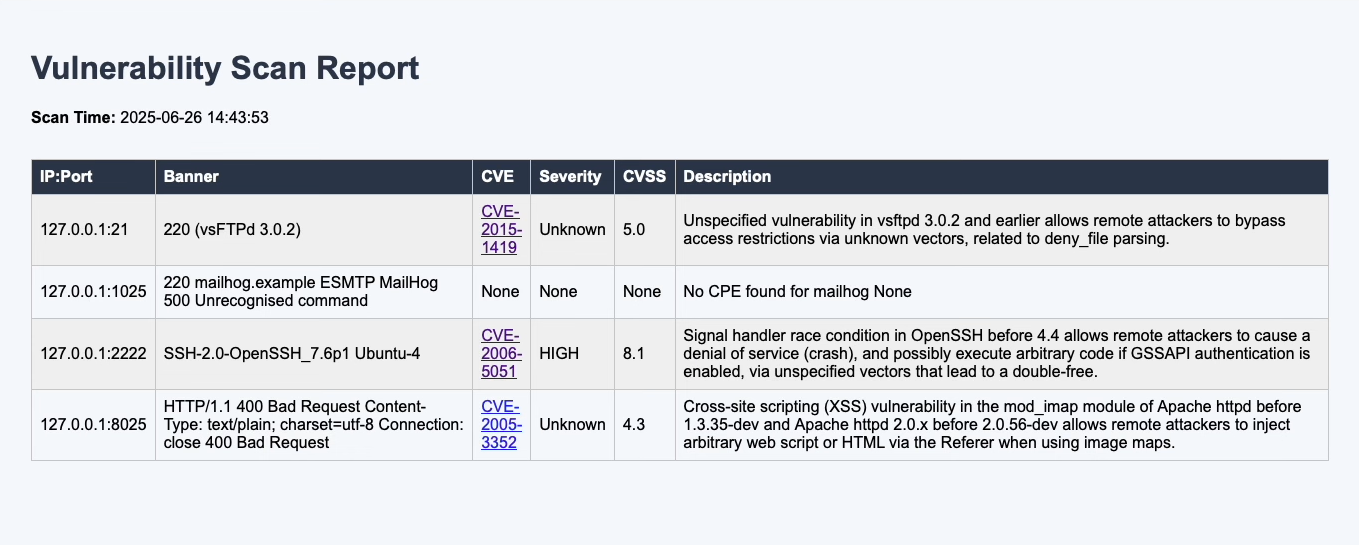 Vulnerability Scan Report
Scan Time: 2025-06-26 14:43:53
IP:Port Banner CVE Severity CVSS Description
127.0.0.1:21
220 (vsFTPd 3.0.2)
CVE-
2015-
1419
Unknown
5.0
Unspecified vulnerability in vsftpd 3.0.2 and earlier allows remote attackers to bypass
access restrictions via unknown vectors, related to deny_file parsing.
127.0.0.1:1025
220 mailhog.example ESMTP MailHog
500 Unrecognised command
None
None
None
No CPE found for mailhog None
127.0.0.1:2222
SSH-2.0-OpenSSH_7.6p1 Ubuntu-4
CVE-
2006-
5051
HIGH
8.1
Signal handler race condition in OpenSSH before 4.4 allows remote attackers to cause a
denial of service (crash), and possibly execute arbitrary code if GSSAPI authentication is
enabled, via unspecified vectors that lead to a double-free.
127.0.0.1:8025
HTTP/1.1 400 Bad Request Content-
Type: text/plain; charset=utf-8 Connection:
close 400 Bad Request
CVE-
2005-
3352
Unknown
4.3
Cross-site scripting (XSS) vulnerability in the mod_imap module of Apache httpd before
1.3.35-dev and Apache httpd 2.0.x before 2.0.56-dev allows remote attackers to inject
arbitrary web script or HTML via the Referer when using image maps.